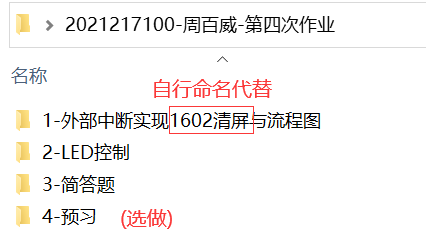 2021217100-周百威-第四次作业
名称
自行命名代替
1-外部中断实现1602清屏与流程图
2-LED控制
3-简答题
4-预习 (选做)